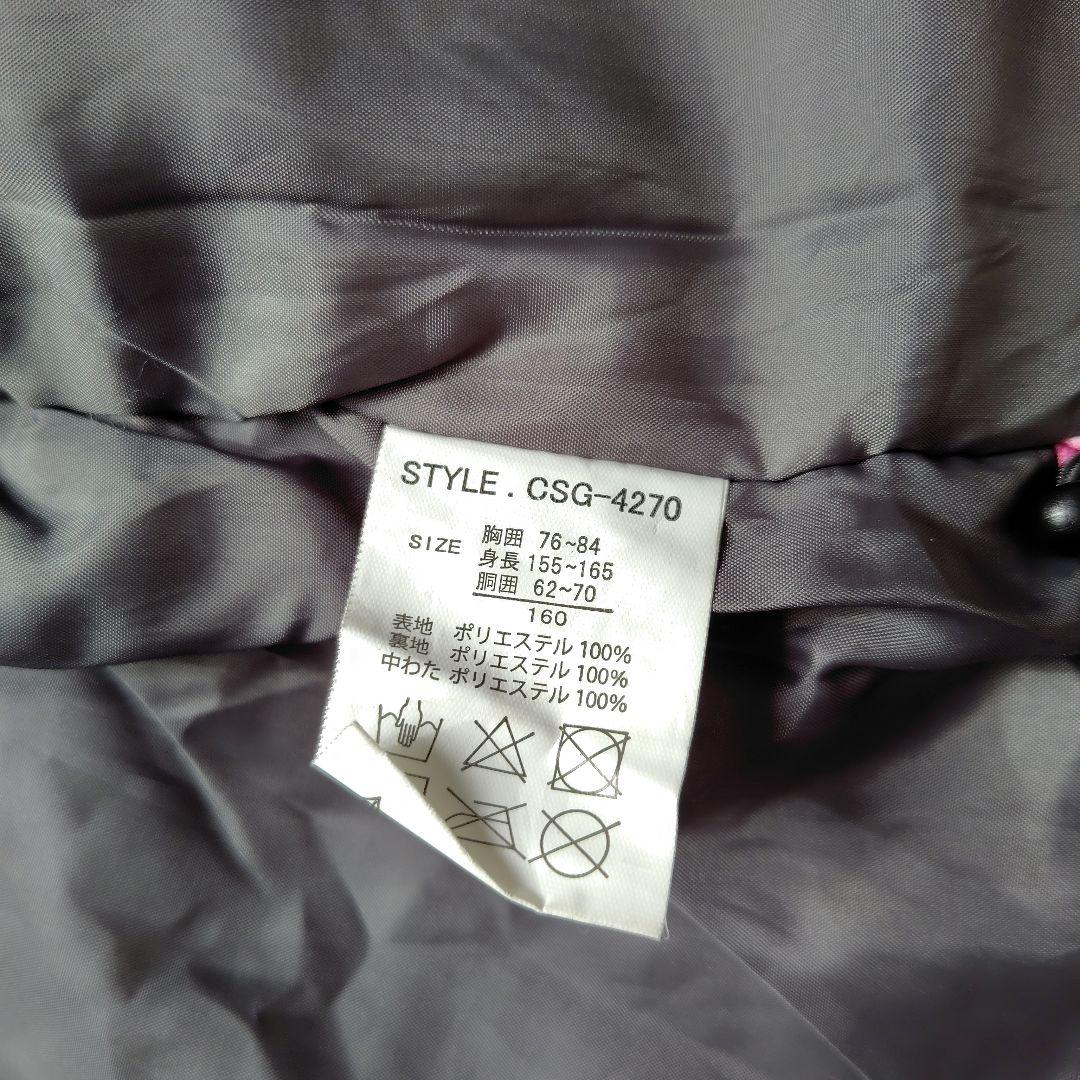 STYLE . CSG-4270
SIZE 胸囲 76~84
身長 155~165
胴囲 62~70
160
表地 ポリエステル 100%
裏地 ポリエステル 100%
中わた ポリエステル 100%